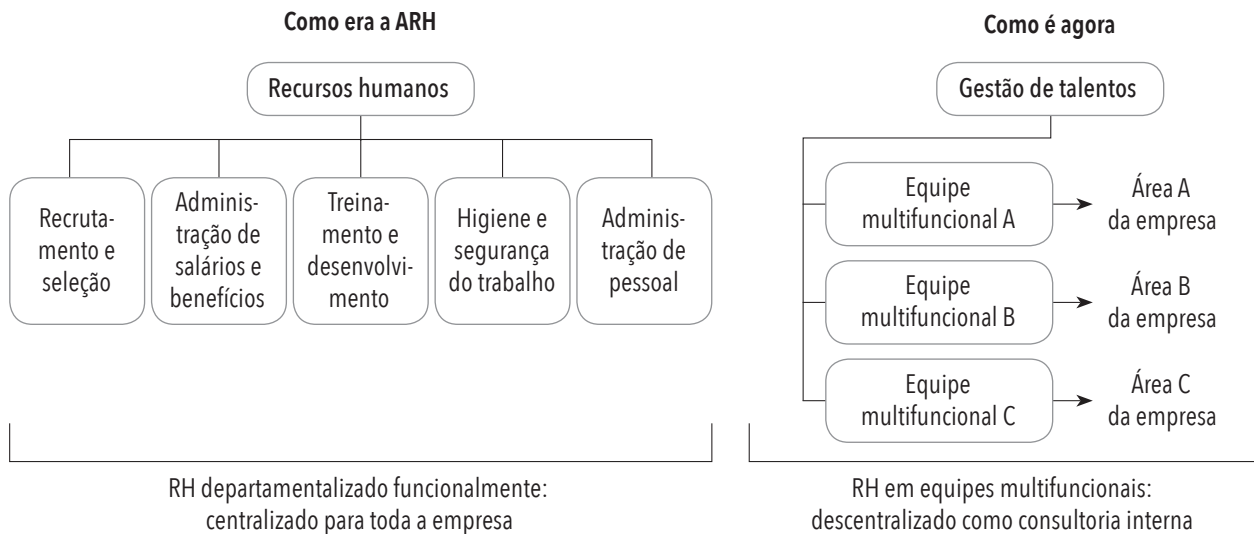 Como era a ARH
Recursos humanos
Recruta-
mento e
seleção
Adminis-
tração de
salários e
benefícios
Treina-
mento e
desenvolvi-
mento
Higiene e
segurança
do trabalho
Adminis-
tração de
pessoal
RH departamentalizado funcionalmente:
centralizado para toda a empresa
Como é agora
Gestão de talentos
Equipe
multifuncional A
Área A
da empresa
Equipe
multifuncional B
Área B
da empresa
Equipe
multifuncional C
Área C
da empresa
RH em equipes multifuncionais:
descentralizado como consultoria interna